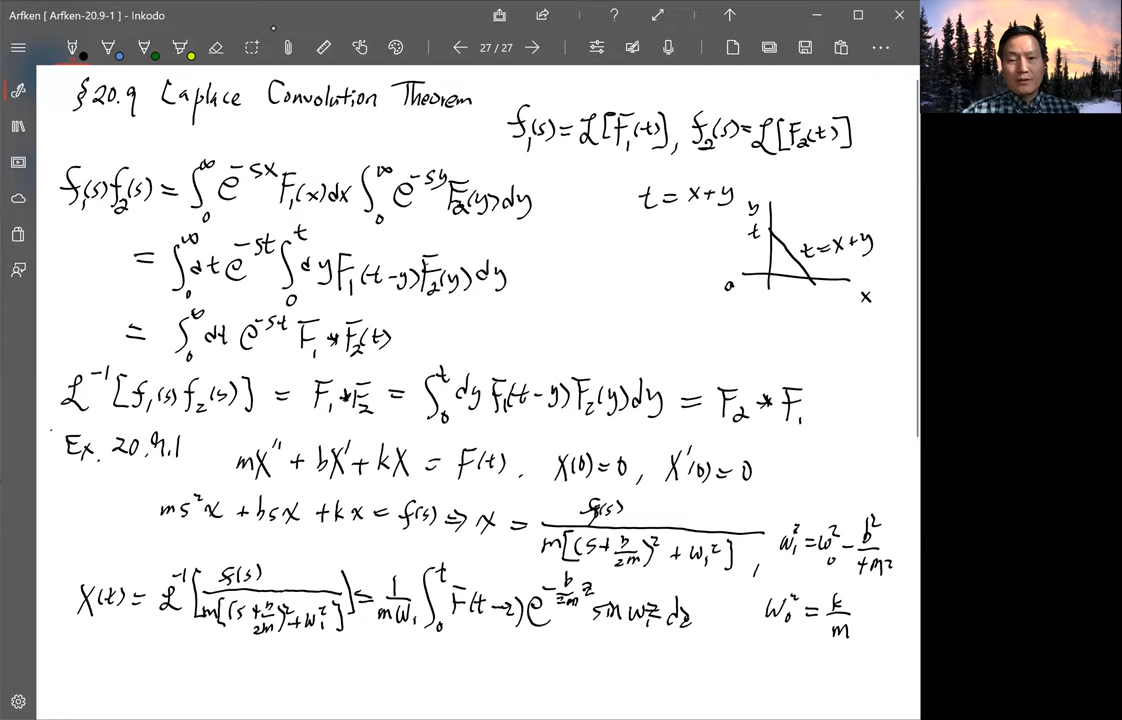 Arfken [ Arfken-20.9-1 ] - Inkodo
27 / 27
§ 20.9 Laplace Convolution Theorem
f₁(s) = ℒ[F₁(t)], f₂(s) = ℒ[F₂(t)]
f₁(s)f₂(s) = ∫₀^∞ e^{-sx} F₁(x)dx ∫₀^∞ e^{-sy} F₂(y)dy
t = x+y
y
t
t = x+y
o
x
= ∫₀^∞ dt e^{-st} ∫₀^t dy F₁(t-y)F₂(y)dy
= ∫₀^∞ dt e^{-st} F₁*F₂(t)
ℒ⁻¹[f₁(s)f₂(s)] = F₁*F₂ = ∫₀^t dy F₁(t-y)F₂(y)dy = F₂*F₁
Ex. 20.9.1
mX'' + bX' + kX = F(t). X(0)=0, X'(0)=0
ms²x + bsx + kx = f(s) ⇒ x = f(s) / m[(s+b/2m)² + ω₁²], ω₁² = ω₀² - b²/4m²
X(t) = ℒ⁻¹[f(s) / m[(s+b/2m)²+ω₁²]] = 1/mω₁ ∫₀^t F(t-z)e^{-b/2m z} sin ω₁z dz
ω₀² = k/m